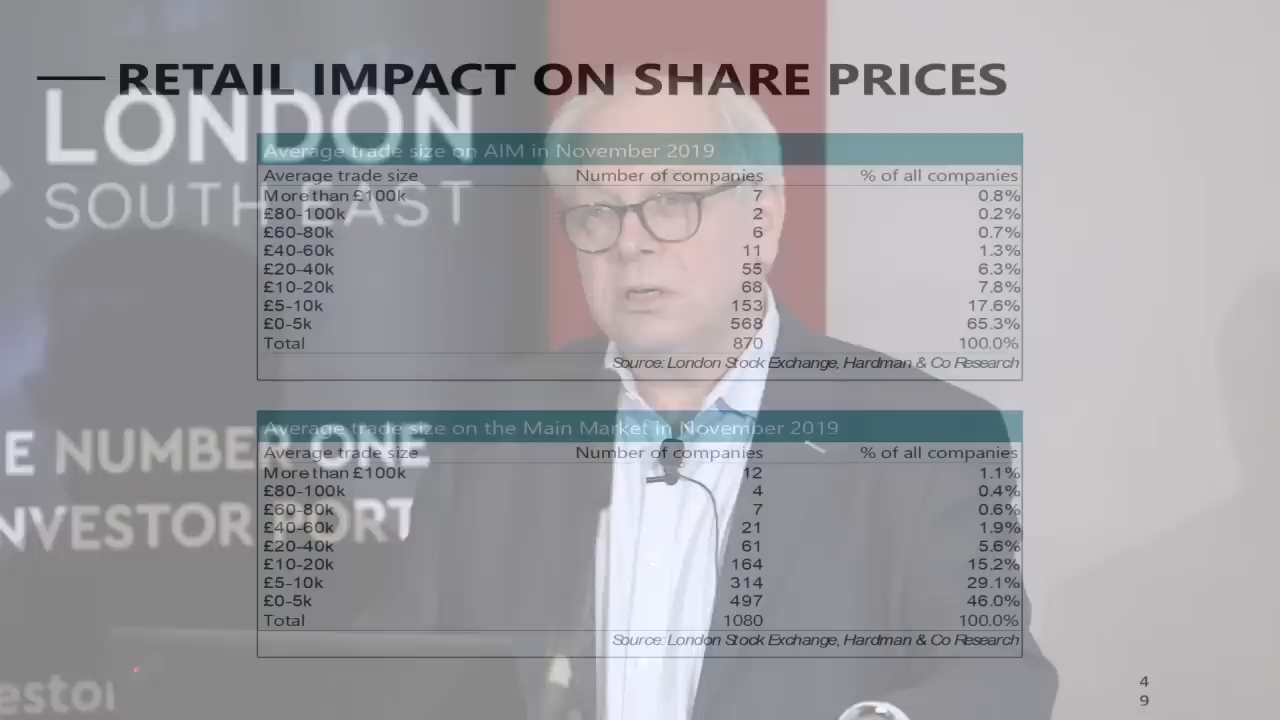 RETAIL IMPACT ON SHARE PRICES
LONDON
SOUTH EAST
Average trade size on AIM in November 2019
Average trade size Number of companies % of all companies
More than £100k 7 0.8%
£80-100k 2 0.2%
£60-80k 6 0.7%
£40-60k 11 1.3%
£20-40k 55 6.3%
£10-20k 68 7.8%
£5-10k 153 17.6%
£0-5k 568 65.3%
Total 870 100.0%
Source: London Stock Exchange, Hardman & Co Research
Average trade size on the Main Market in November 2019
Average trade size Number of companies % of all companies
More than £100k 12 1.1%
£80-100k 4 0.4%
£60-80k 7 0.6%
£40-60k 21 1.9%
£20-40k 61 5.6%
£10-20k 164 15.2%
£5-10k 314 29.1%
£0-5k 497 46.0%
Total 1080 100.0%
Source: London Stock Exchange, Hardman & Co Research
E NUMBER ONE
NVESTOR PORT
estor
4
9